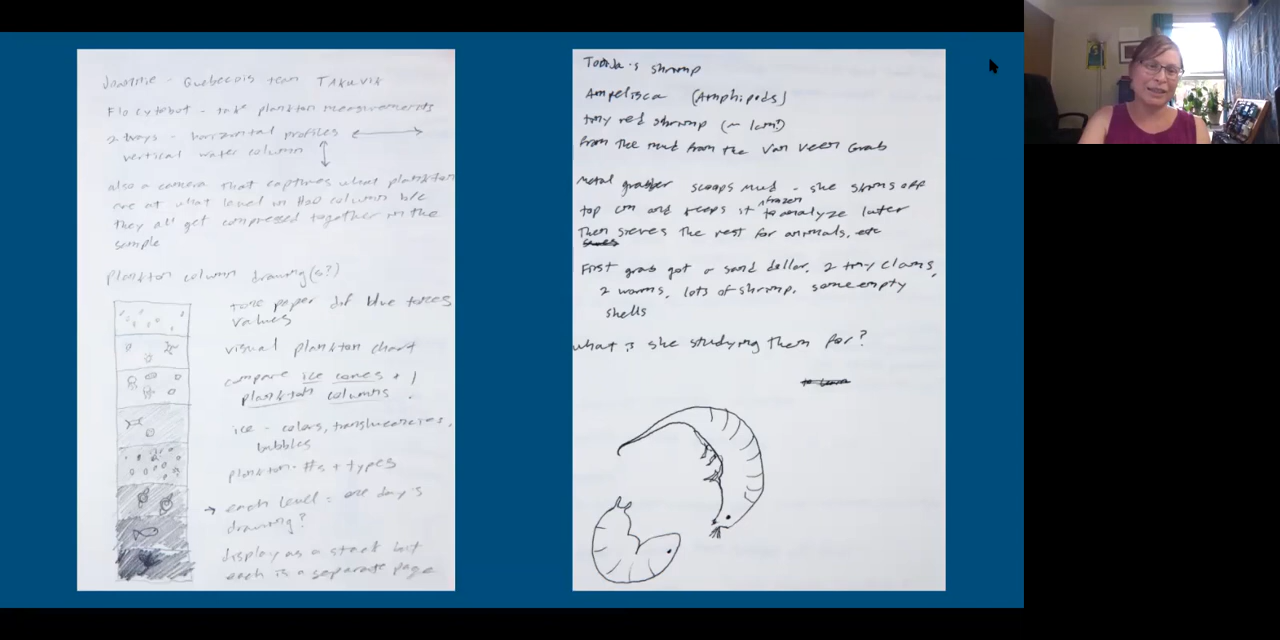 Joannie - Quebecois team TAKUVIK
Flo cytobot - take plankton measurements
2 ways - horizontal profiles
vertical water column
also a camera that captures what plankton
are at what level in H2O column b/c
they all get compressed together in the
sample
plankton column drawing(s?)
tone paper dif blue tones
values
visual plankton chart
compare ice cores + !
plankton columns
ice - colors, translucencies,
bubbles
plankton - #s + types
→ each level = one day's
drawing?
display as a stack but
each is a separate page
shrimp
Ampelisca (Amphipods)
tiny red shrimp (~ 1cm?)
from the mud from the Van Veen Grab
metal grabber scoops mud - she skims off
top cm and keeps it frozen to analyze later
Then sieves the rest for animals, etc
First grab got a sand dollar, 2 tiny clams,
2 worms, lots of shrimp, some empty
shells
what is she studying them for?